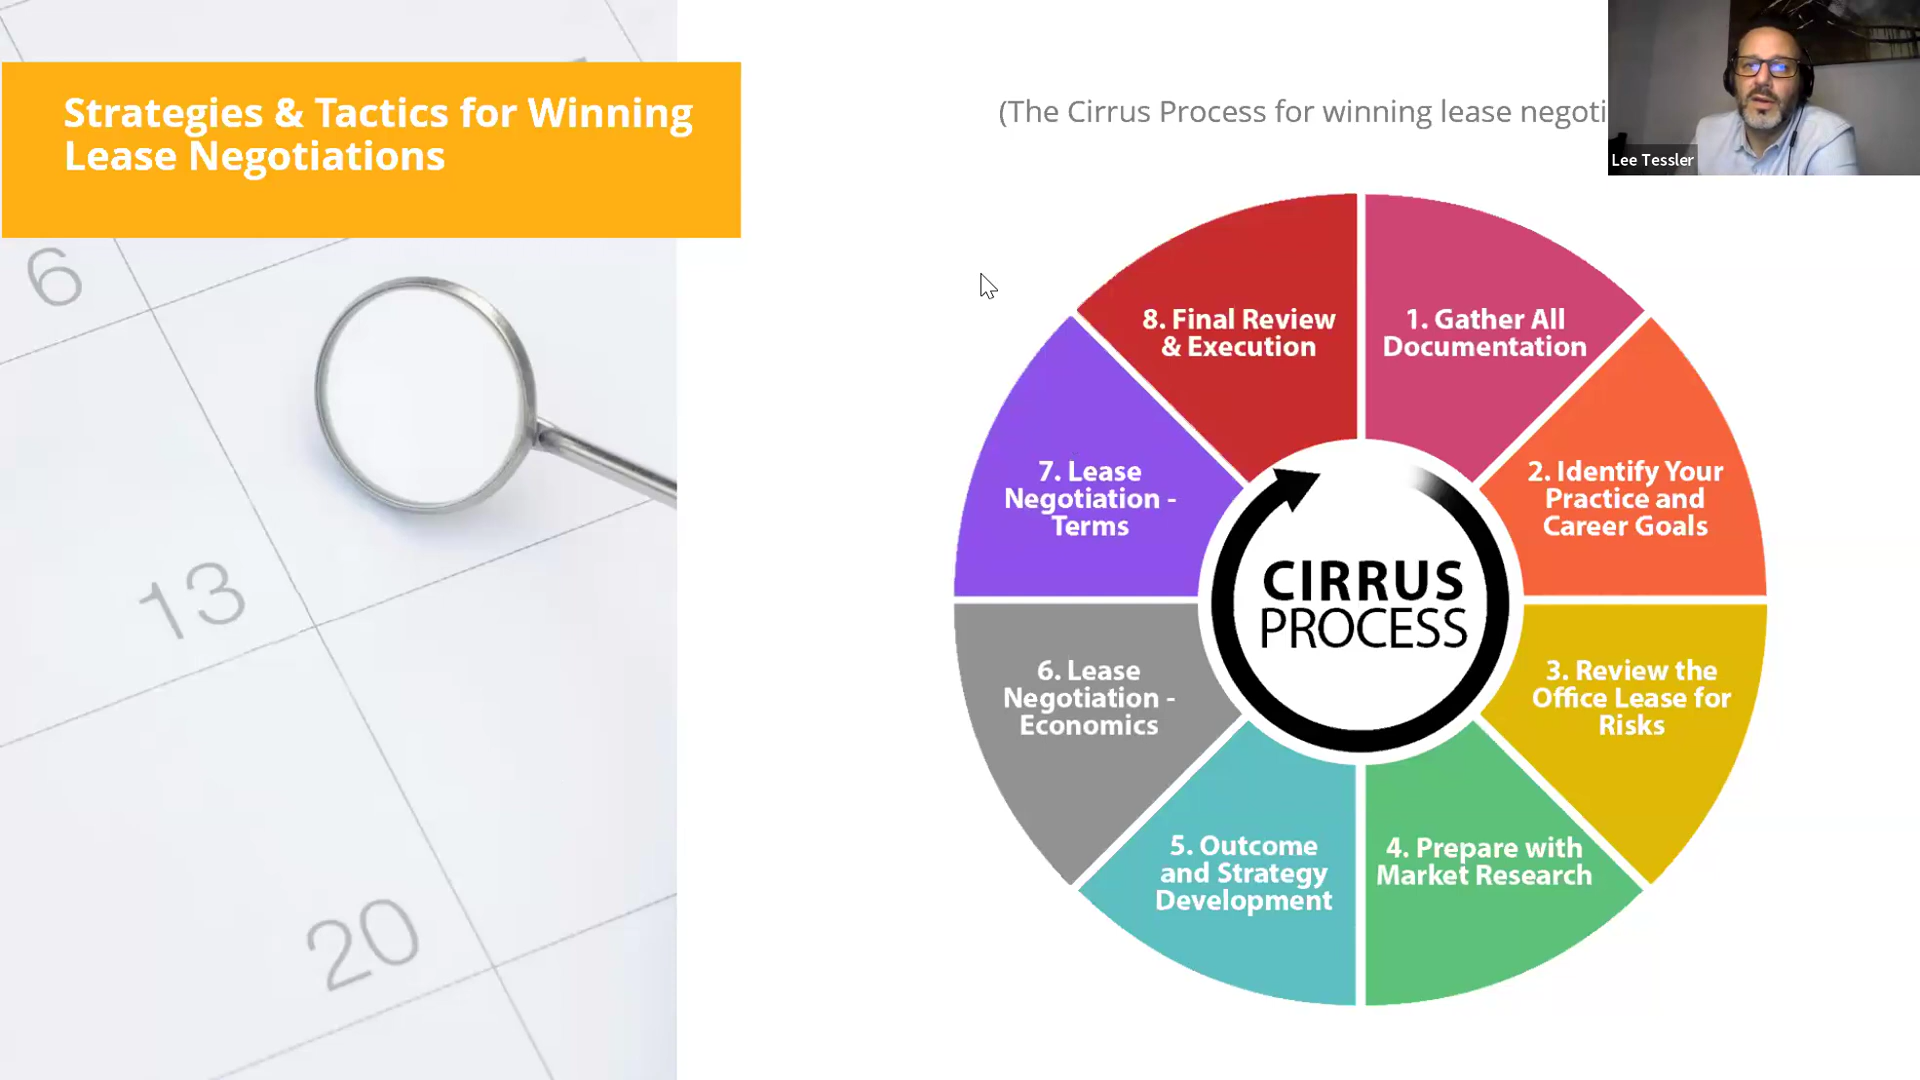 Strategies & Tactics for Winning
Lease Negotiations
(The Cirrus Process for winning lease negoti
Lee Tessler
8. Final Review
& Execution
1. Gather All
Documentation
2. Identify Your
Practice and
Career Goals
3. Review the
Office Lease for
Risks
4. Prepare with
Market Research
5. Outcome
and Strategy
Development
6. Lease
Negotiation -
Economics
7. Lease
Negotiation -
Terms
CIRRUS
PROCESS
6
13
20